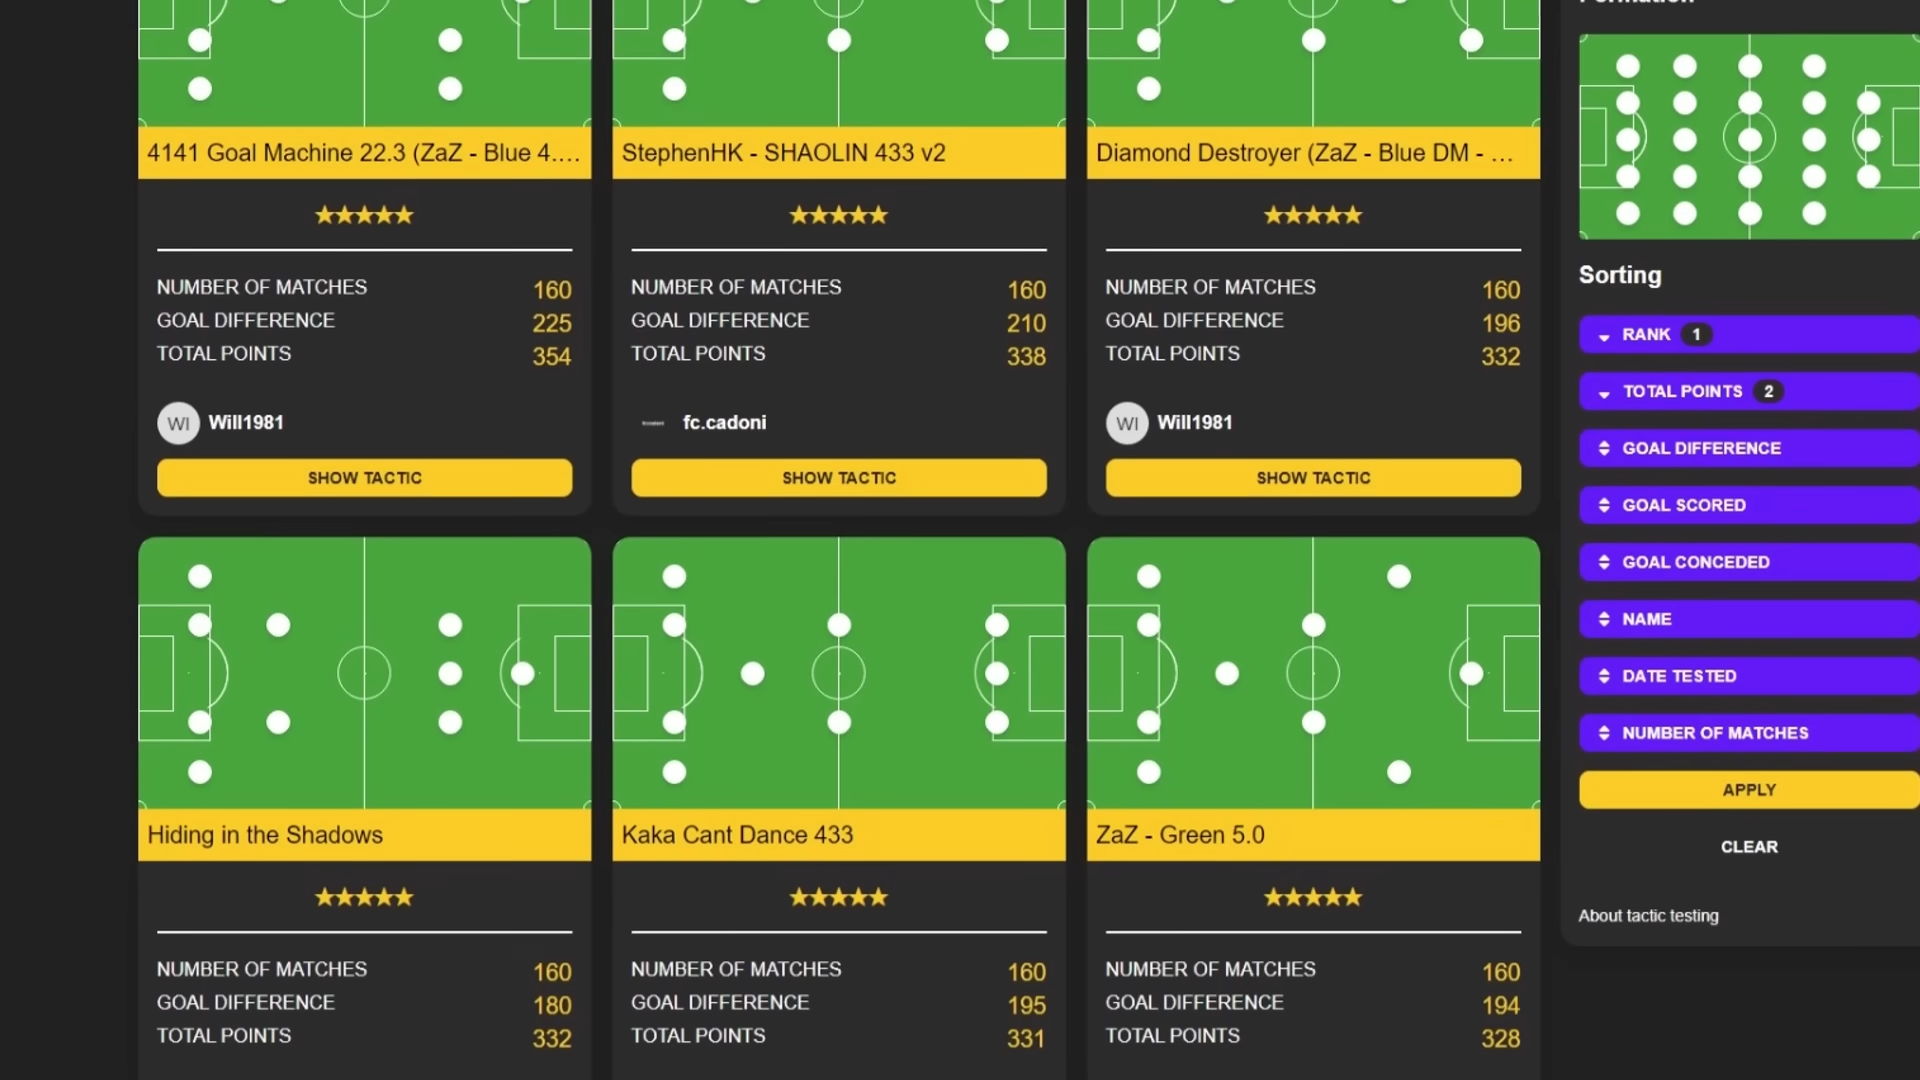 Formation
4141 Goal Machine 22.3 (ZaZ - Blue 4....
NUMBER OF MATCHES 160
GOAL DIFFERENCE 225
TOTAL POINTS 354
WI Will1981
SHOW TACTIC
StephenHK - SHAOLIN 433 v2
NUMBER OF MATCHES 160
GOAL DIFFERENCE 210
TOTAL POINTS 338
fc.cadoni
SHOW TACTIC
Diamond Destroyer (ZaZ - Blue DM - ...
NUMBER OF MATCHES 160
GOAL DIFFERENCE 196
TOTAL POINTS 332
WI Will1981
SHOW TACTIC
Hiding in the Shadows
NUMBER OF MATCHES 160
GOAL DIFFERENCE 180
TOTAL POINTS 332
Kaka Cant Dance 433
NUMBER OF MATCHES 160
GOAL DIFFERENCE 195
TOTAL POINTS 331
ZaZ - Green 5.0
NUMBER OF MATCHES 160
GOAL DIFFERENCE 194
TOTAL POINTS 328
Sorting
RANK 1
TOTAL POINTS 2
GOAL DIFFERENCE
GOAL SCORED
GOAL CONCEDED
NAME
DATE TESTED
NUMBER OF MATCHES
APPLY
CLEAR
About tactic testing